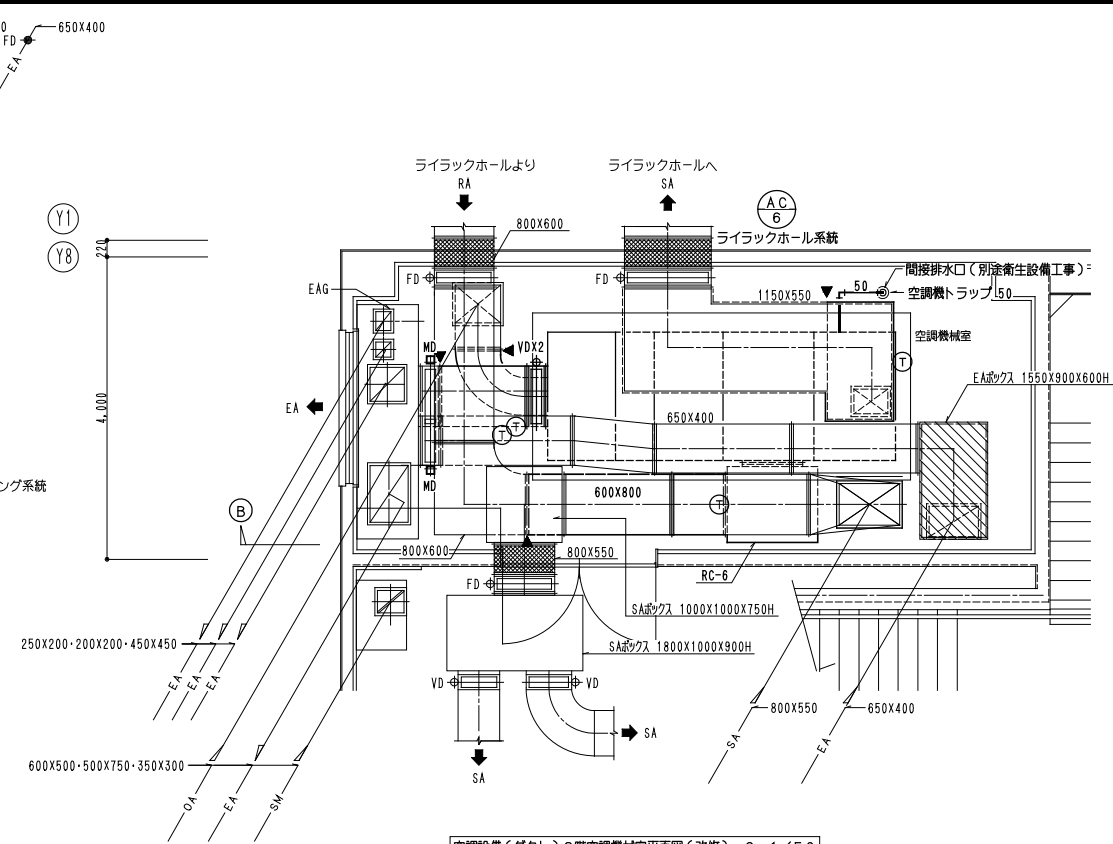 650X400
FD
EA
ライラックホールより
RA
ライラックホールへ
SA
AC
6
ライラックホール系統
Y1
Y8
220
4,000
800X600
FD
FD
EAG
1150X550
50
間接排水口(別途衛生設備工事)
空調機トラップ
50
空調機械室
MD
VDX2
T
EAボックス 1550X900X600H
EA
650X400
T
T
ング系統
MD
600X800
T
B
800X600
800X550
RC-6
FD
SAボックス 1000X1000X750H
SAボックス 1800X1000X900H
250X200・200X200・450X450
EA
EA
EA
VD
VD
800X550
650X400
SA
SA
EA
SA
600X500・500X750・350X300
OA
EA
SM